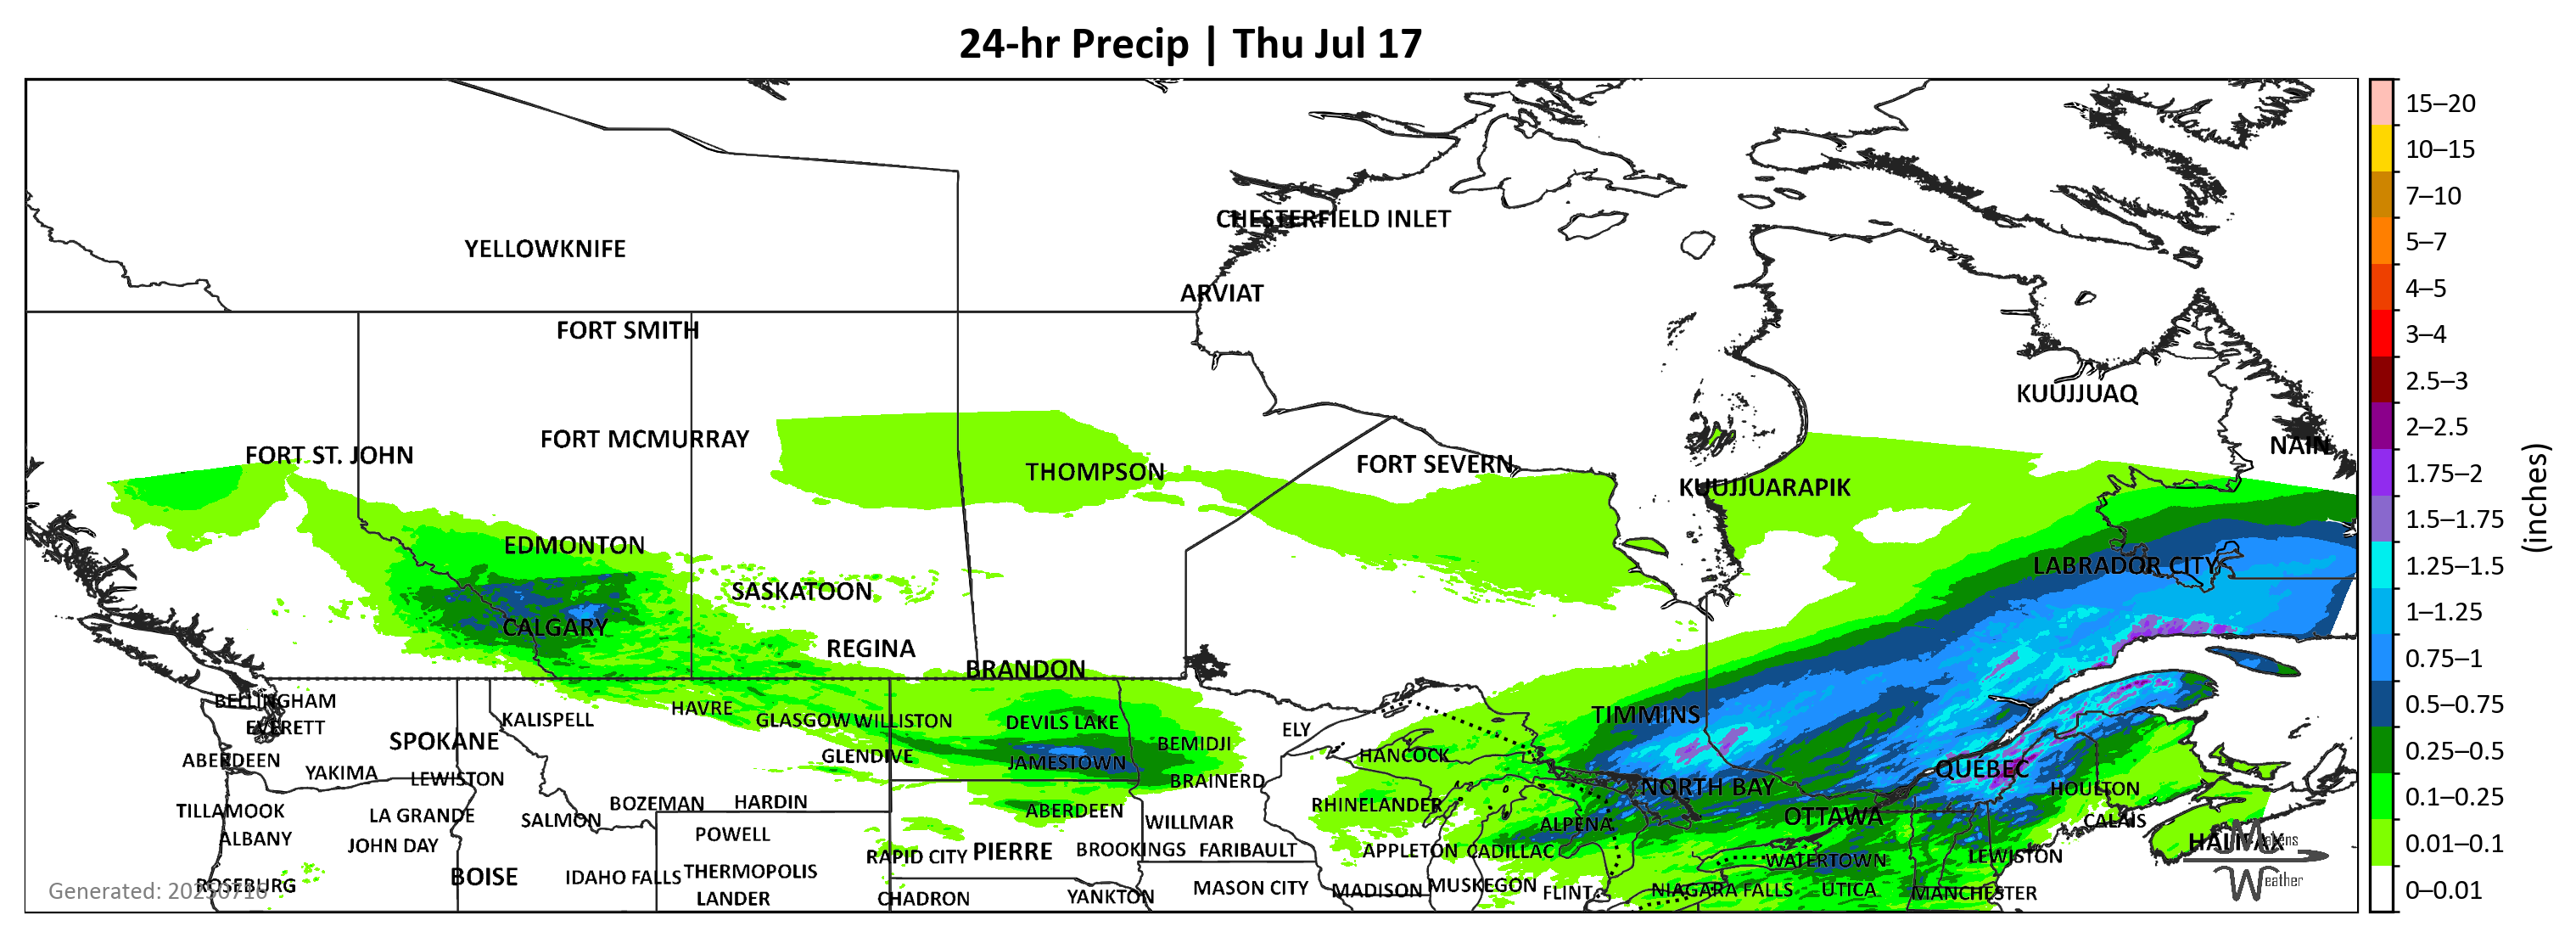 24-hr Precip | Thu Jul 17
CHESTERFIELD INLET
YELLOWKNIFE
ARVIAT
FORT SMITH
KUUJJUAQ
FORT MCMURRAY
NAIN
FORT ST. JOHN
THOMPSON
FORT SEVERN
KUUJJUARAPIK
EDMONTON
LABRADOR CITY
SASKATOON
CALGARY
REGINA
BRANDON
BELLINGHAM
HAVRE
KALISPELL
GLASGOW
WILLISTON
DEVILS LAKE
TIMMINS
EVERETT
ELY
SPOKANE
BEMIDJI
ABERDEEN
GLENDIVE
HANCOCK
JAMESTOWN
QUÉBEC
YAKIMA
LEWISTON
BRAINERD
NORTH BAY
HOULTON
TILLAMOOK
LA GRANDE
BOZEMAN
HARDIN
RHINELANDER
ABERDEEN
OTTAWA
SALMON
WILLMAR
ALPENA
CALAIS
ALBANY
POWELL
JOHN DAY
HALIFAX
Makens
Weather
RAPID CITY
PIERRE
BROOKINGS
FARIBAULT
APPLETON
CADILLAC
WATERTOWN
LEWISTON
THERMOPOLIS
BOISE
IDAHO FALLS
ROSEBURG
Generated: 20250716
MASON CITY
MADISON
MUSKEGON
FLINT
NIAGARA FALLS
UTICA
MANCHESTER
LANDER
CHADRON
YANKTON
15–20
10–15
7–10
5–7
4–5
3–4
2.5–3
2–2.5
1.75–2
1.5–1.75
1.25–1.5
1–1.25
0.75–1
0.5–0.75
0.25–0.5
0.1–0.25
0.01–0.1
0–0.01
(inches)